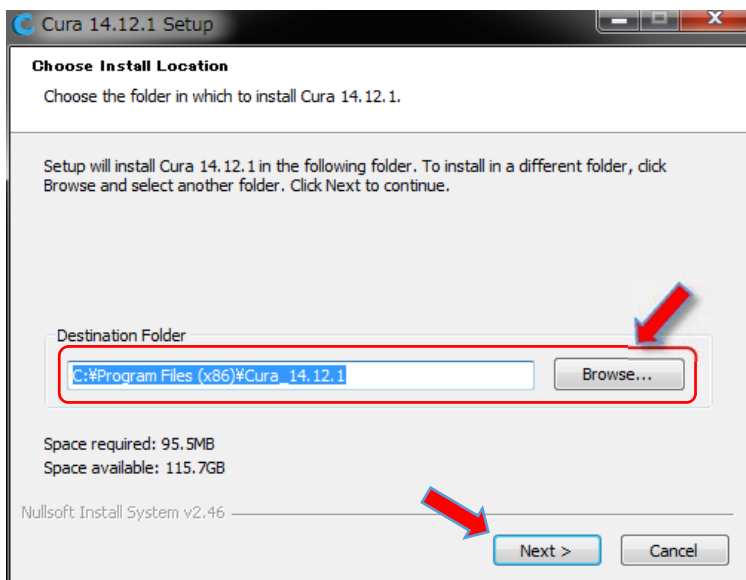 Cura 14.12.1 Setup
Choose Install Location
Choose the folder in which to install Cura 14.12.1.
Setup will install Cura 14.12.1 in the following folder. To install in a different folder, click
Browse and select another folder. Click Next to continue.
Destination Folder
C:¥Program Files (x86)¥Cura_14.12.1
Browse...
Space required: 95.5MB
Space available: 115.7GB
Nullsoft Install System v2.46
Next >
Cancel